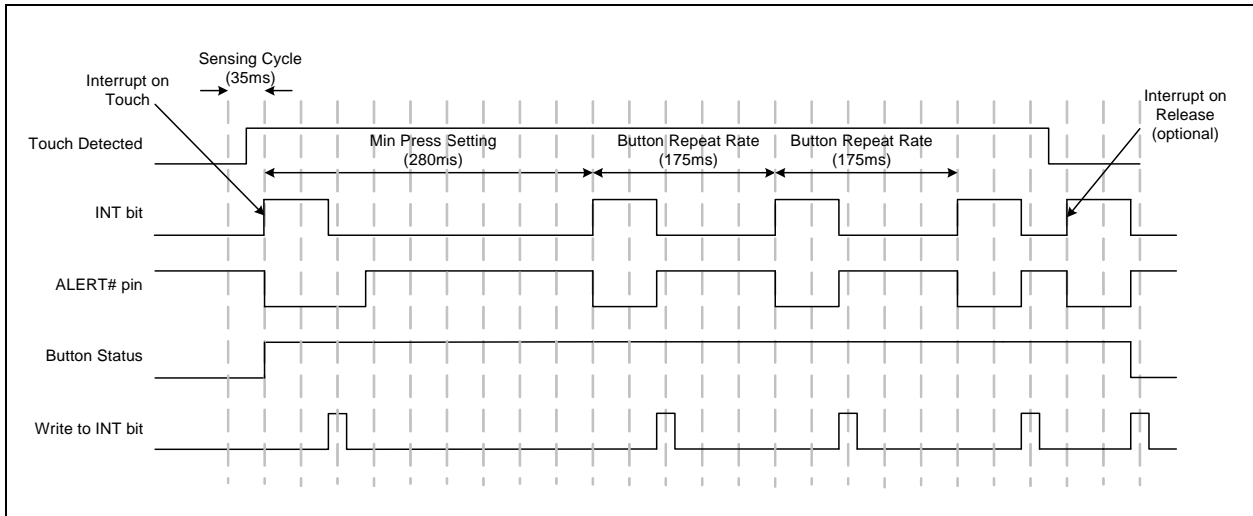 Sensing Cycle
(35ms)
Interrupt on
Touch
Interrupt on
Release
(optional)
Touch Detected
Min Press Setting
(280ms)
Button Repeat Rate
(175ms)
Button Repeat Rate
(175ms)
INT bit
ALERT# pin
Button Status
Write to INT bit